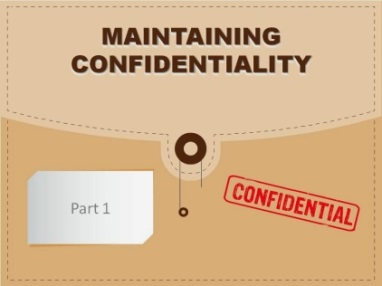 MAINTAINING
CONFIDENTIALITY
Part 1
CONFIDENTIAL